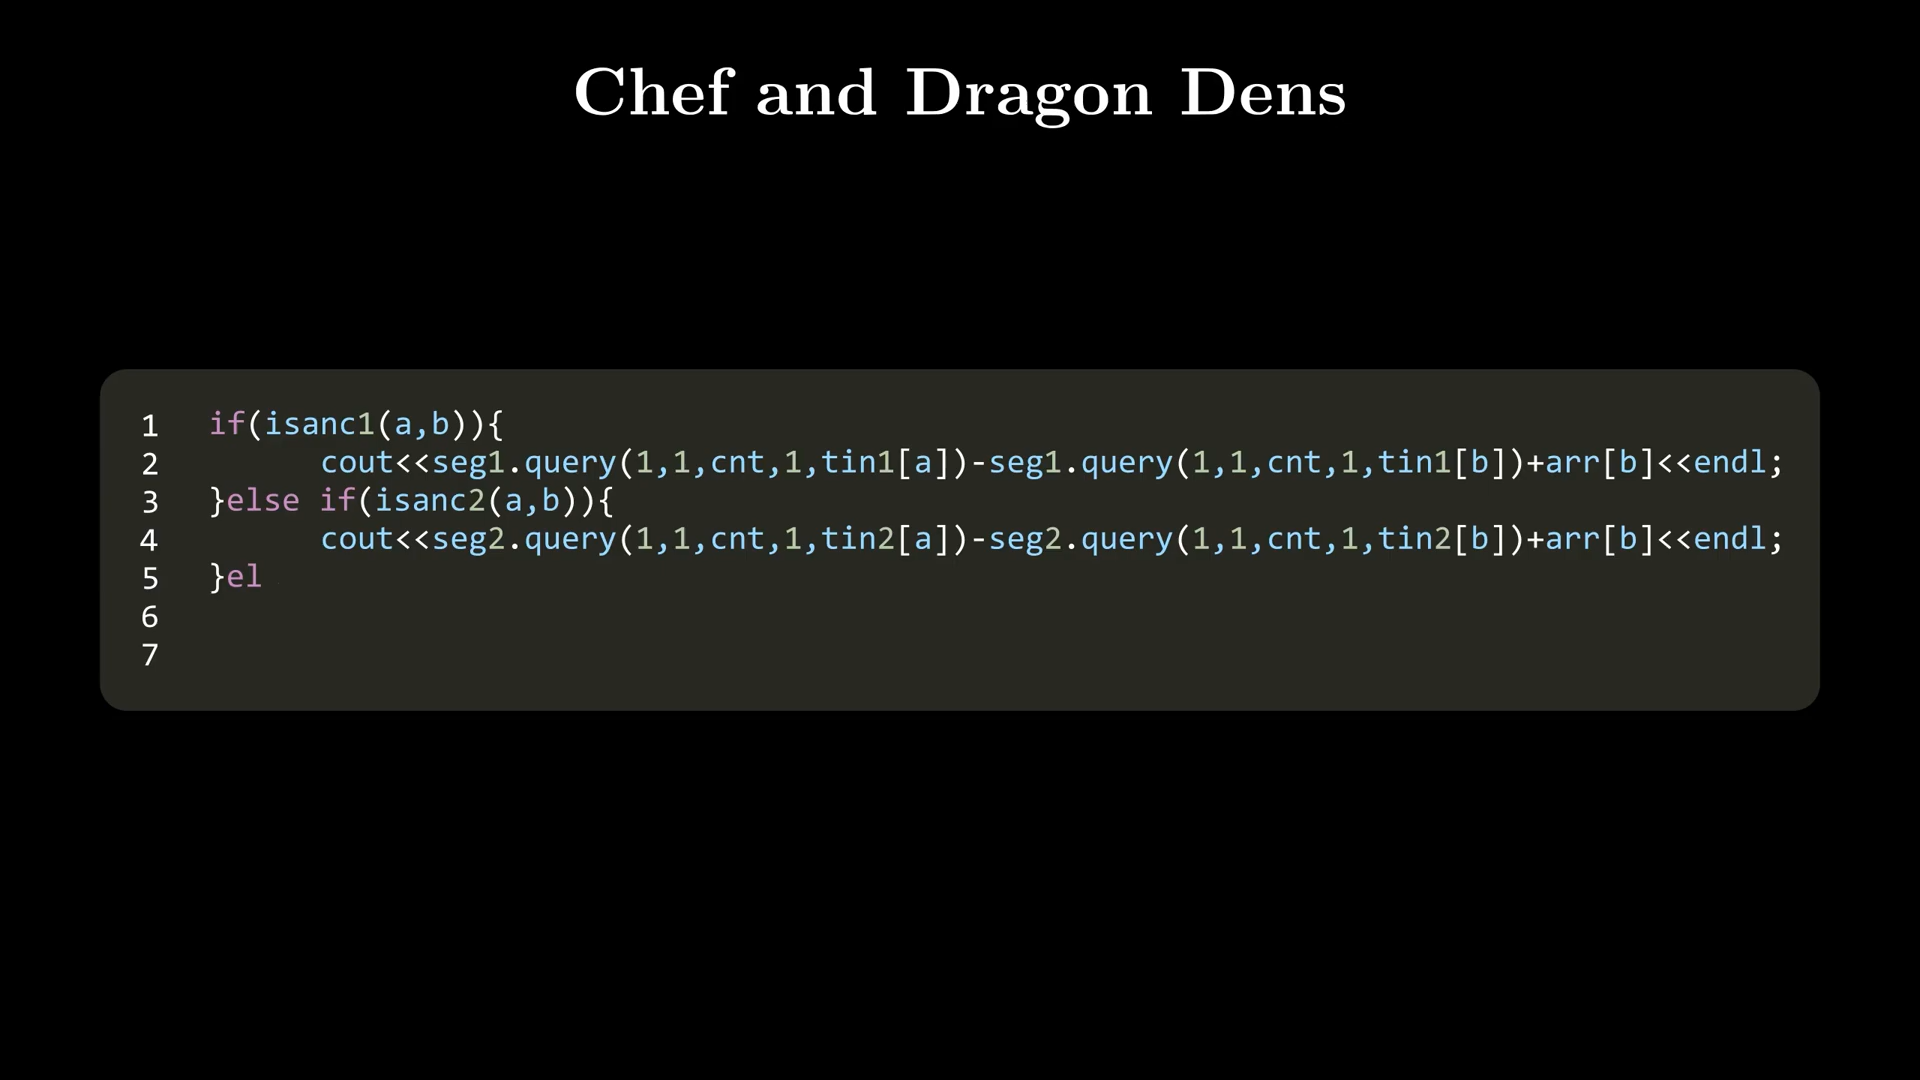 Chef and Dragon Dens
1 if(isanc1(a,b)){
2 cout<<seg1.query(1,1,cnt,1,tin1[a])-seg1.query(1,1,cnt,1,tin1[b])+arr[b]<<endl;
3 }else if(isanc2(a,b)){
4 cout<<seg2.query(1,1,cnt,1,tin2[a])-seg2.query(1,1,cnt,1,tin2[b])+arr[b]<<endl;
5 }el
6
7